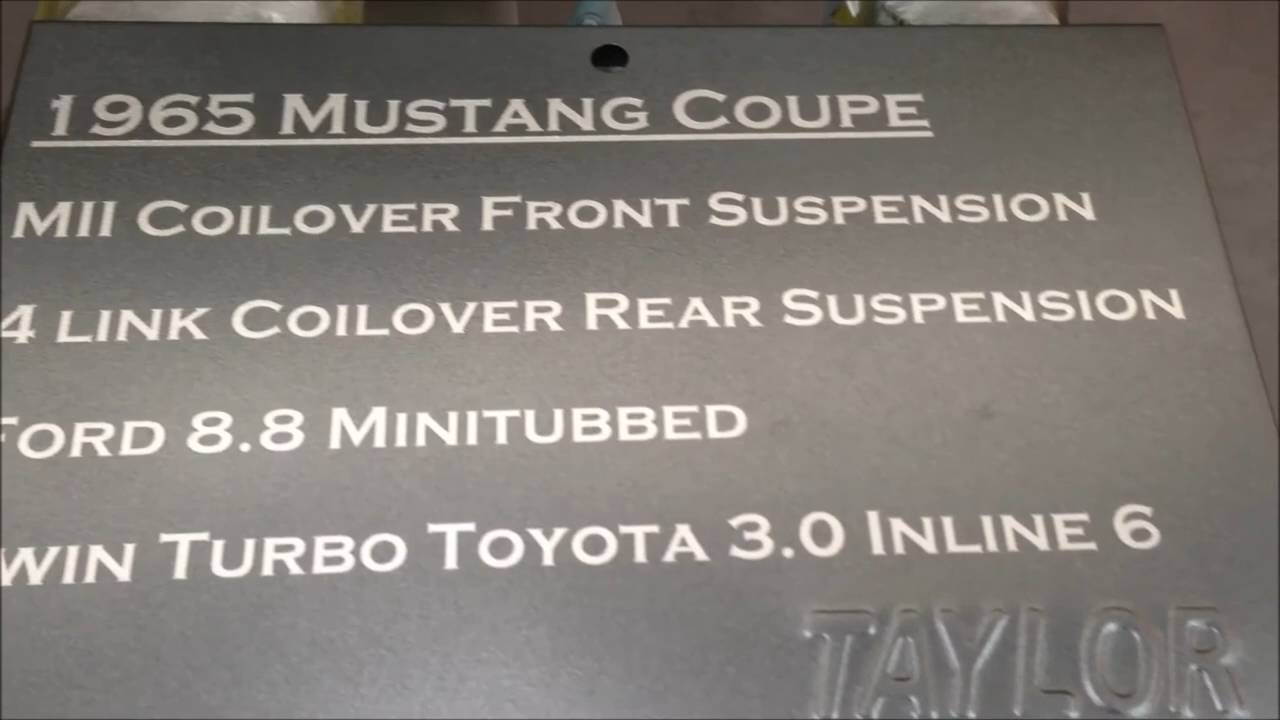 1965 MUSTANG COUPE
MII COILOVER FRONT SUSPENSION
4 LINK COILOVER REAR SUSPENSION
FORD 8.8 MINITUBBED
WIN TURBO TOYOTA 3.0 INLINE 6
TAYLOR